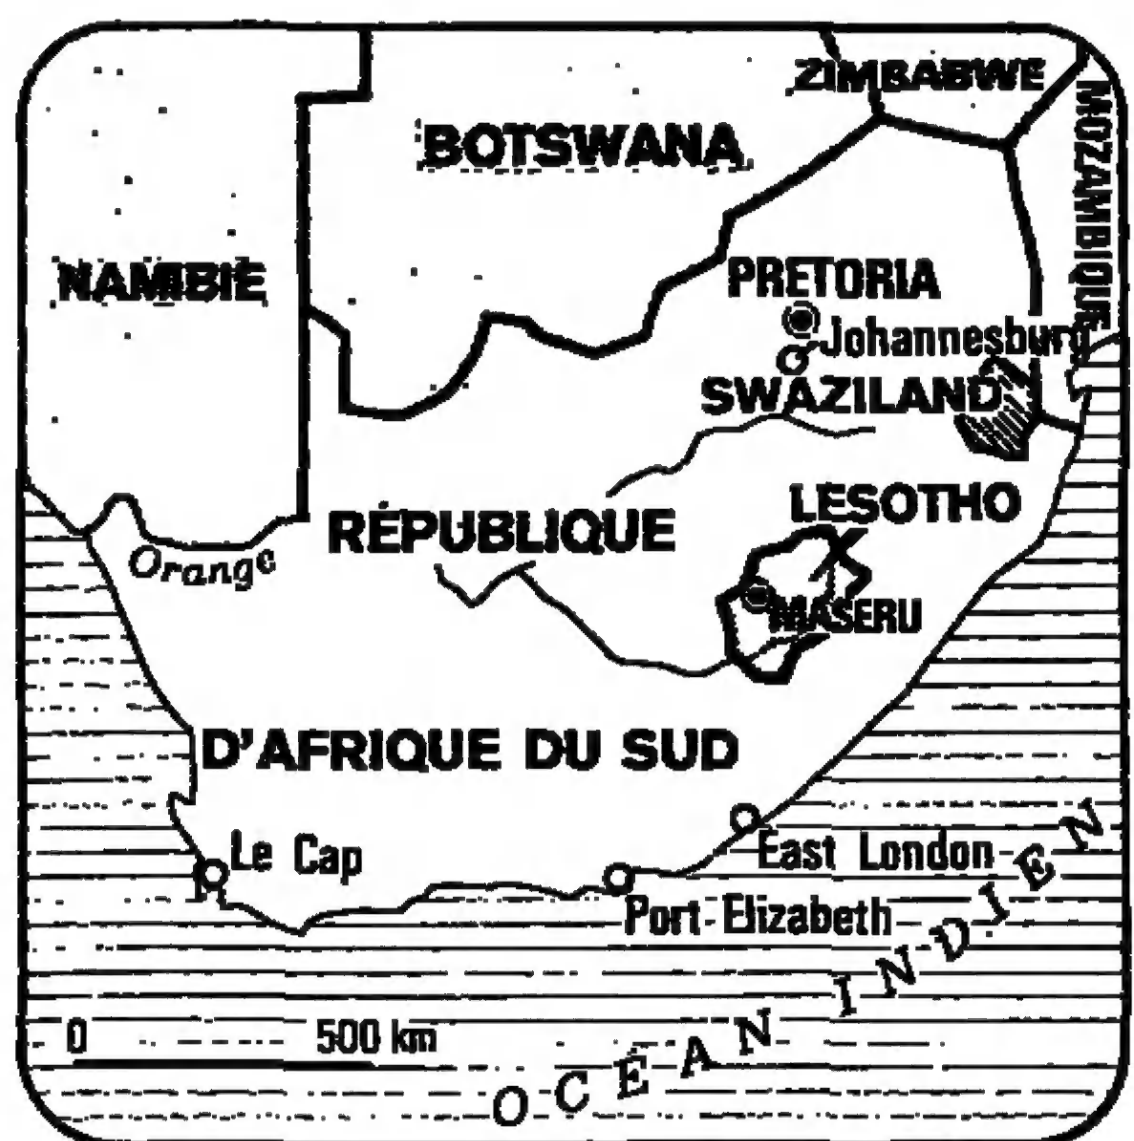 ZIMBABWE
BOTSWANA
MOZAMBIQUE
NAMIBIE
PRETORIA
Johannesburg
SWAZILAND
LESOTHO
RÉPUBLIQUE
Orange
MASERU
D'AFRIQUE DU SUD
Le Cap
East London
Port Elizabeth
OCÉAN INDIEN
0 500 km